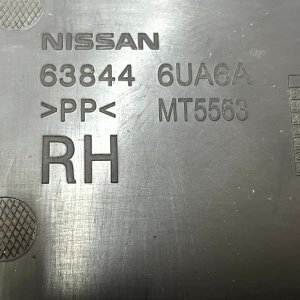 NISSAN
63844 6UA6A
>PP< MT5563
RH